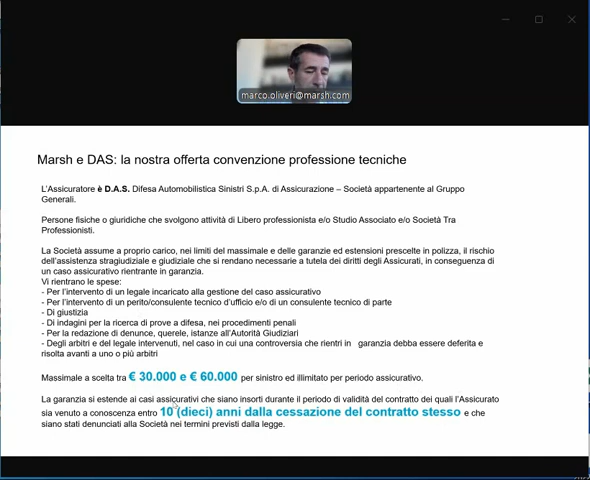 marco.oliveri@marsh.com
Marsh e DAS: la nostra offerta convenzione professione tecniche
L'Assicuratore è D.A.S. Difesa Automobilistica Sinistri S.p.A. di Assicurazione – Società appartenente al Gruppo
Generali.
Persone fisiche o giuridiche che svolgono attività di Libero professionista e/o Studio Associato e/o Società Tra
Professionisti.
La Società assume a proprio carico, nei limiti del massimale e delle garanzie ed estensioni prescelte in polizza, il rischio
dell'assistenza stragiudiziale e giudiziale che si rendano necessarie a tutela dei diritti degli Assicurati, in conseguenza di
un caso assicurativo rientrante in garanzia.
Vi rientrano le spese:
- Per l'intervento di un legale incaricato alla gestione del caso assicurativo
- Per l'intervento di un perito/consulente tecnico d'ufficio e/o di un consulente tecnico di parte
- Di giustizia
- Di indagini per la ricerca di prove a difesa, nei procedimenti penali
- Per la redazione di denunce, querele, istanze all'Autorità Giudiziari
- Degli arbitri e del legale intervenuti, nel caso in cui una controversia che rientri in garanzia debba essere deferita e
risolta avanti a uno o più arbitri
Massimale a scelta tra € 30.000 e € 60.000 per sinistro ed illimitato per periodo assicurativo.
La garanzia si estende ai casi assicurativi che siano insorti durante il periodo di validità del contratto dei quali l'Assicurato
sia venuto a conoscenza entro 10 (dieci) anni dalla cessazione del contratto stesso e che
siano stati denunciati alla Società nei termini previsti dalla legge.